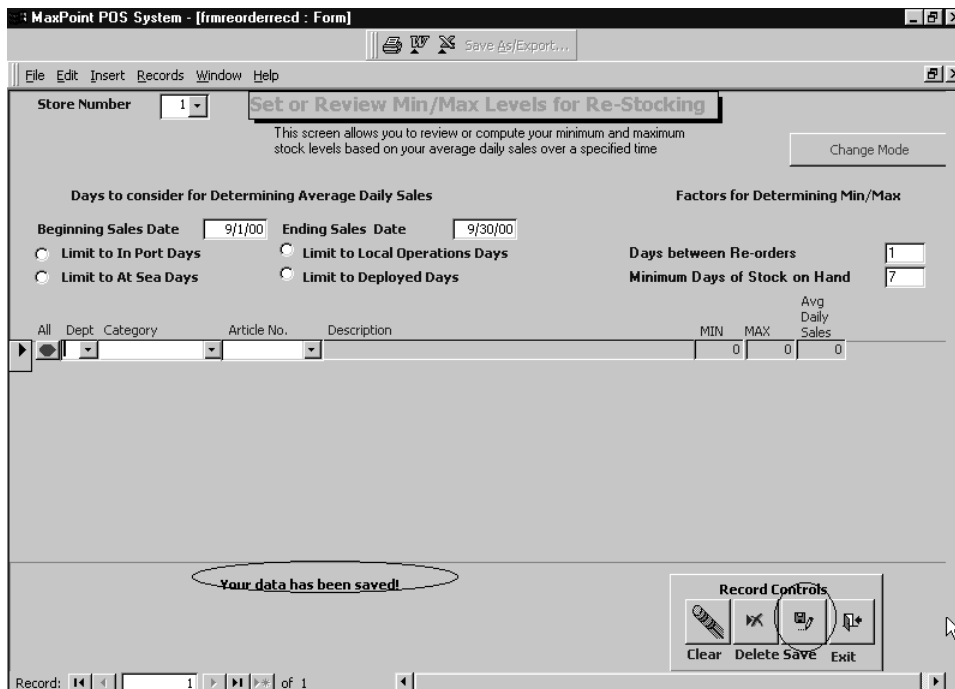 MaxPoint POS System - [frmreorderrecd : Form]
Save As/Export...
File Edit Insert Records Window Help
Store Number 1
Set or Review Min/Max Levels for Re-Stocking
This screen allows you to review or compute your minimum and maximum
stock levels based on your average daily sales over a specified time
Change Mode
Days to consider for Determining Average Daily Sales
Factors for Determining Min/Max
Beginning Sales Date 9/1/00 Ending Sales Date 9/30/00
Limit to In Port Days Limit to Local Operations Days
Days between Re-orders 1
Limit to At Sea Days Limit to Deployed Days
Minimum Days of Stock on Hand 7
All Dept Category Article No. Description MIN MAX
Avg
Daily
Sales
0 0 0
Your data has been saved!
Record Controls
Clear Delete Save Exit
Record: 1 of 1